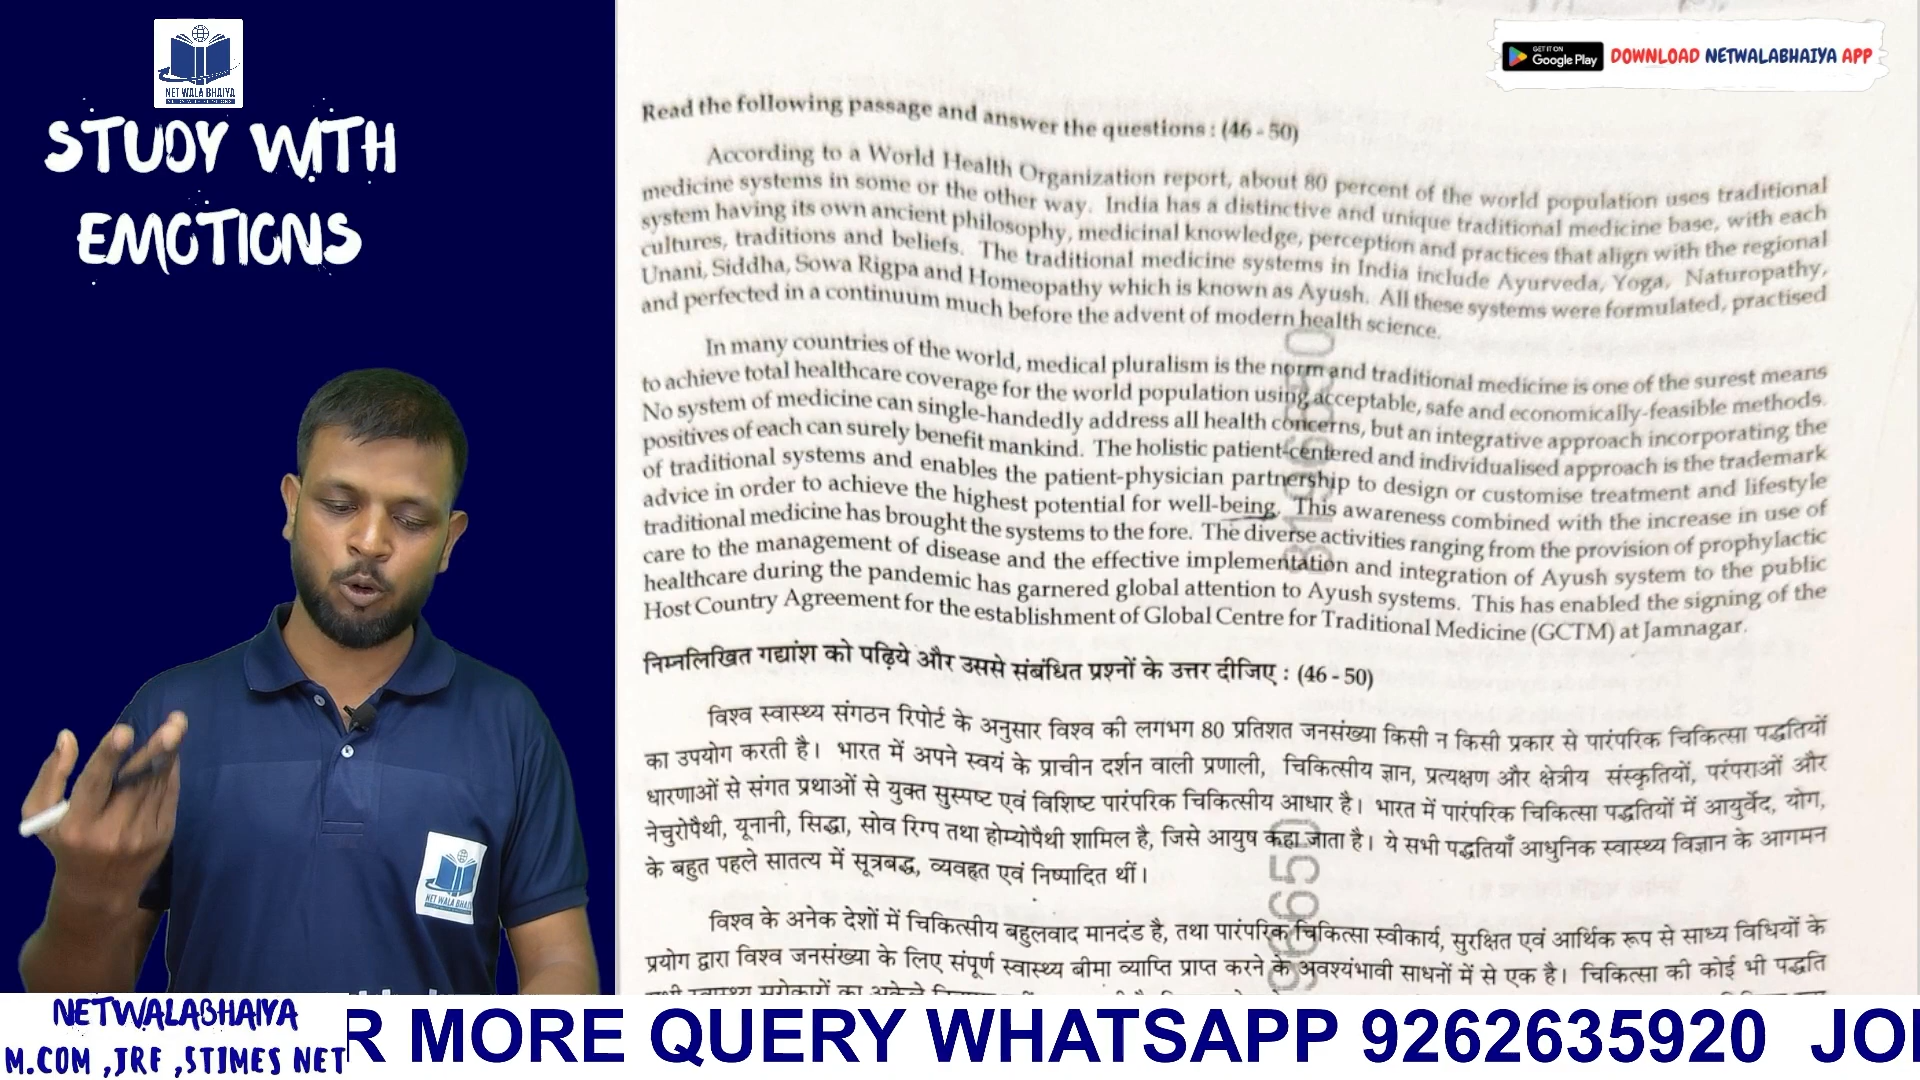 NET WALA BHAIYA
STUDY WITH
EMOTIONS
GET IT ON
Google Play
DOWNLOAD NETWALABHAIYA APP
Read the following passage and answer the questions : (46 - 50)
According to a World Health Organization report, about 80 percent of the world population uses traditional
medicine systems in some or the other way. India has a distinctive and unique traditional medicine base, with each
system having its own ancient philosophy, medicinal knowledge, perception and practices that align with the regional
cultures, traditions and beliefs. The traditional medicine systems in India include Ayurveda, Yoga, Naturopathy,
Unani, Siddha, Sowa Rigpa and Homeopathy which is known as Ayush. All these systems were formulated, practised
and perfected in a continuum much before the advent of modern health science.
In many countries of the world, medical pluralism is the norm and traditional medicine is one of the surest means
to achieve total healthcare coverage for the world population using acceptable, safe and economically-feasible methods.
No system of medicine can single-handedly address all health concerns, but an integrative approach incorporating the
positives of each can surely benefit mankind. The holistic patient-centered and individualised approach is the trademark
of traditional systems and enables the patient-physician partnership to design or customise treatment and lifestyle
advice in order to achieve the highest potential for well-being. This awareness combined with the increase in use of
traditional medicine has brought the systems to the fore. The diverse activities ranging from the provision of prophylactic
care to the management of disease and the effective implementation and integration of Ayush system to the public
healthcare during the pandemic has garnered global attention to Ayush systems. This has enabled the signing of the
Host Country Agreement for the establishment of Global Centre for Traditional Medicine (GCTM) at Jamnagar.
निम्नलिखित गद्यांश को पढ़िये और उससे संबंधित प्रश्नों के उत्तर दीजिए : (46 - 50)
विश्व स्वास्थ्य संगठन रिपोर्ट के अनुसार विश्व की लगभग 80 प्रतिशत जनसंख्या किसी न किसी प्रकार से पारंपरिक चिकित्सा पद्धतियों
का उपयोग करती है। भारत में अपने स्वयं के प्राचीन दर्शन वाली प्रणाली, चिकित्सीय ज्ञान, प्रत्यक्षण और क्षेत्रीय संस्कृतियों, परंपराओं और
धारणाओं से संगत प्रथाओं से युक्त सुस्पष्ट एवं विशिष्ट पारंपरिक चिकित्सीय आधार है। भारत में पारंपरिक चिकित्सा पद्धतियों में आयुर्वेद, योग,
नेचुरोपैथी, यूनानी, सिद्धा, सोव रिग्प तथा होम्योपैथी शामिल है, जिसे आयुष कहा जाता है। ये सभी पद्धतियाँ आधुनिक स्वास्थ्य विज्ञान के आगमन
के बहुत पहले सातत्य में सूत्रबद्ध, व्यवहृत एवं निष्पादित थीं।
विश्व के अनेक देशों में चिकित्सीय बहुलवाद मानदंड है, तथा पारंपरिक चिकित्सा स्वीकार्य, सुरक्षित एवं आर्थिक रूप से साध्य विधियों के
प्रयोग द्वारा विश्व जनसंख्या के लिए संपूर्ण स्वास्थ्य बीमा व्याप्ति प्राप्त करने के अवश्यंभावी साधनों में से एक है। चिकित्सा की कोई भी पद्धति
NET WALA BHAIYA
NETWALABHAIYA
M.COM ,JRF ,5TIMES NET
R MORE QUERY WHATSAPP 9262635920 JOI